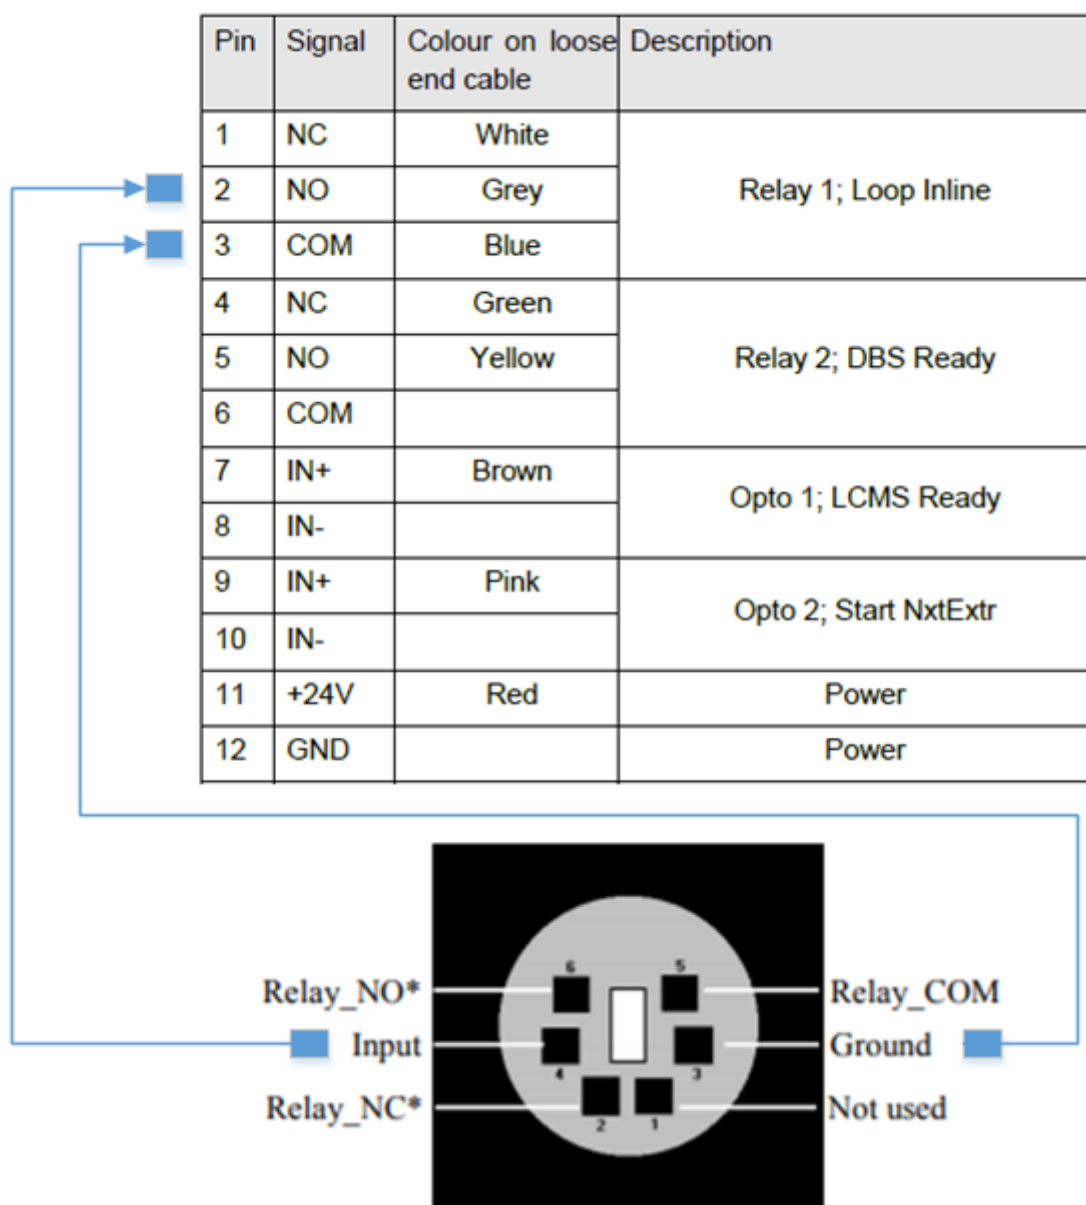 Pin Signal Colour on loose end cable Description
1 NC White
2 NO Grey Relay 1; Loop Inline
3 COM Blue
4 NC Green
5 NO Yellow Relay 2; DBS Ready
6 COM
7 IN+ Brown Opto 1; LCMS Ready
8 IN-
9 IN+ Pink Opto 2; Start NxtExtr
10 IN-
11 +24V Red Power
12 GND Power
6 5
Relay_NO* Relay_COM
Input Ground
4 3
Relay_NC* Not used
2 1